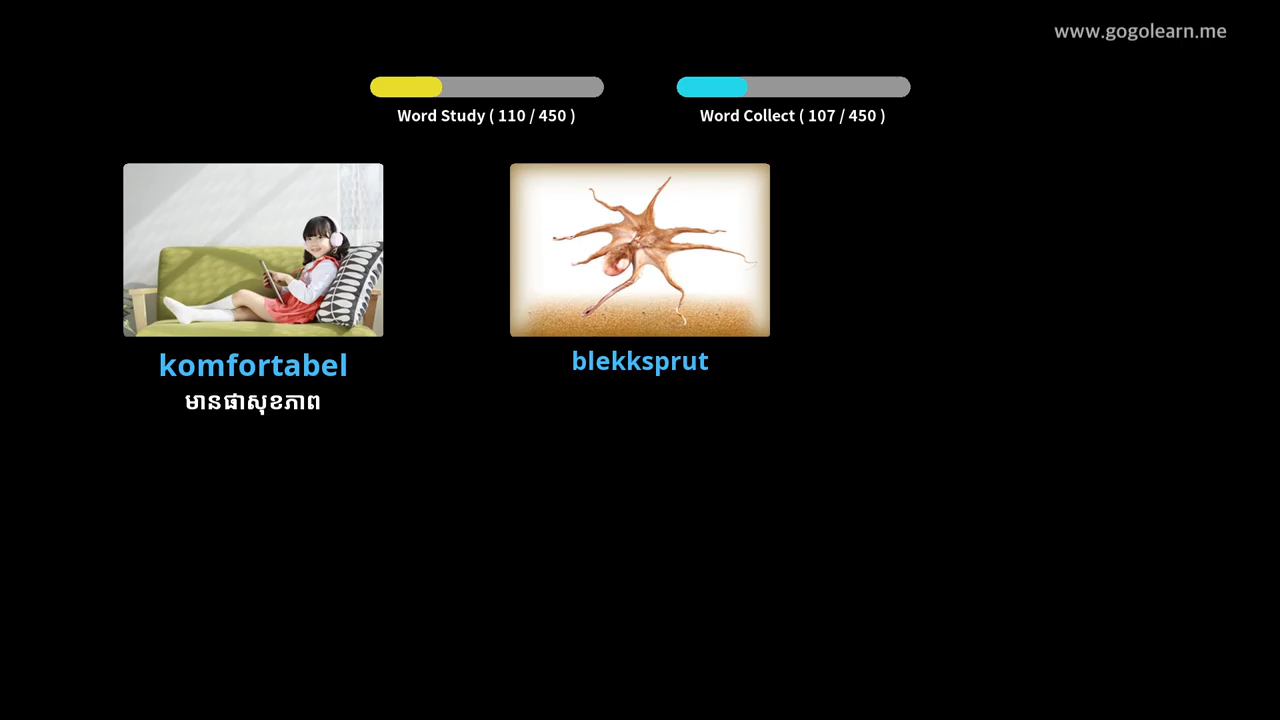 www.gogolearn.me
Word Study ( 110 / 450 )
Word Collect ( 107 / 450 )
komfortabel
មានផាសុខភាព
blekksprut